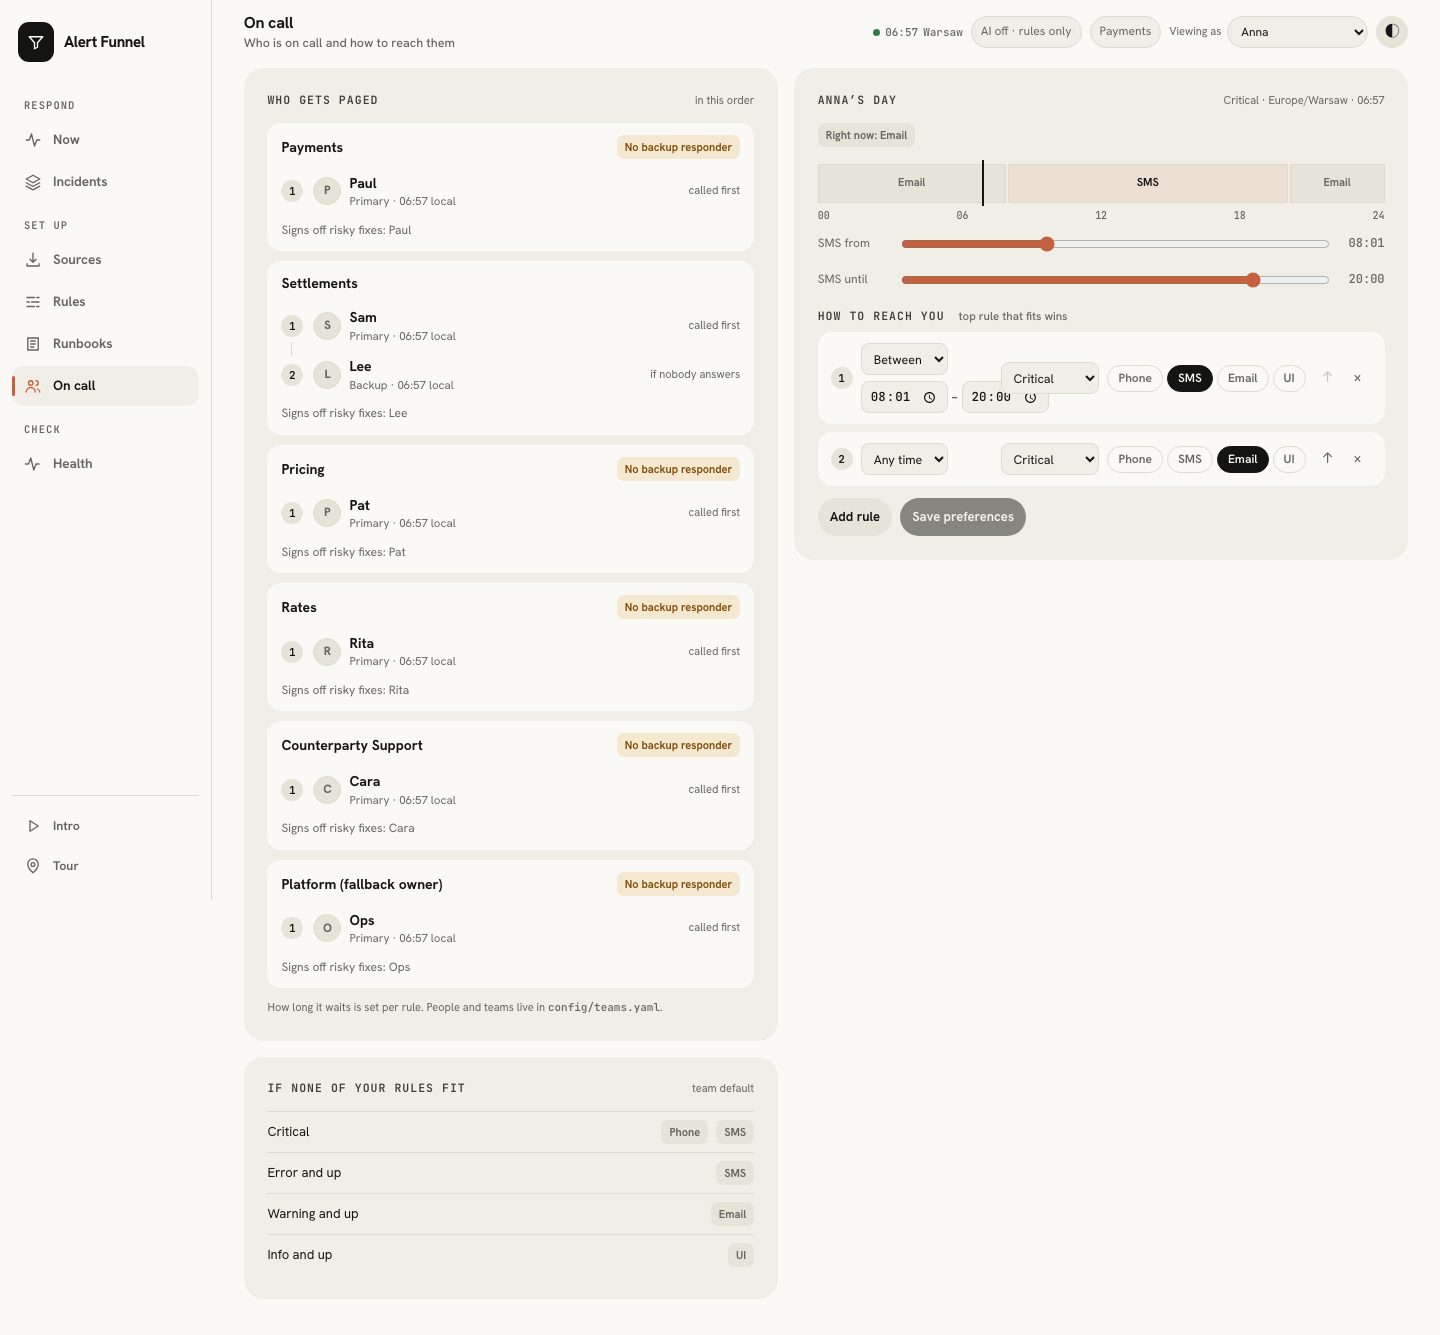 Alert Funnel
RESPOND
Now
Incidents
SET UP
Sources
Rules
Runbooks
On call
CHECK
Health
Intro
Tour
On call
Who is on call and how to reach them
06:57 Warsaw
AI off · rules only
Payments
Viewing as
Anna
WHO GETS PAGED
in this order
Payments
No backup responder
1
P
Paul
Primary · 06:57 local
called first
Signs off risky fixes: Paul
Settlements
1
S
Sam
Primary · 06:57 local
called first
2
L
Lee
Backup · 06:57 local
if nobody answers
Signs off risky fixes: Lee
Pricing
No backup responder
1
P
Pat
Primary · 06:57 local
called first
Signs off risky fixes: Pat
Rates
No backup responder
1
R
Rita
Primary · 06:57 local
called first
Signs off risky fixes: Rita
Counterparty Support
No backup responder
1
C
Cara
Primary · 06:57 local
called first
Signs off risky fixes: Cara
Platform (fallback owner)
No backup responder
1
O
Ops
Primary · 06:57 local
called first
Signs off risky fixes: Ops
How long it waits is set per rule. People and teams live in config/teams.yaml.
IF NONE OF YOUR RULES FIT
team default
Critical
Phone
SMS
Error and up
SMS
Warning and up
Email
Info and up
UI
ANNA’S DAY
Critical · Europe/Warsaw · 06:57
Right now: Email
Email
SMS
Email
00
06
12
18
24
SMS from
08:01
SMS until
20:00
HOW TO REACH YOU
top rule that fits wins
1
Between
08:01
–
20:00
Critical
Phone
SMS
Email
UI
↑
×
2
Any time
Critical
Phone
SMS
Email
UI
↑
×
Add rule
Save preferences